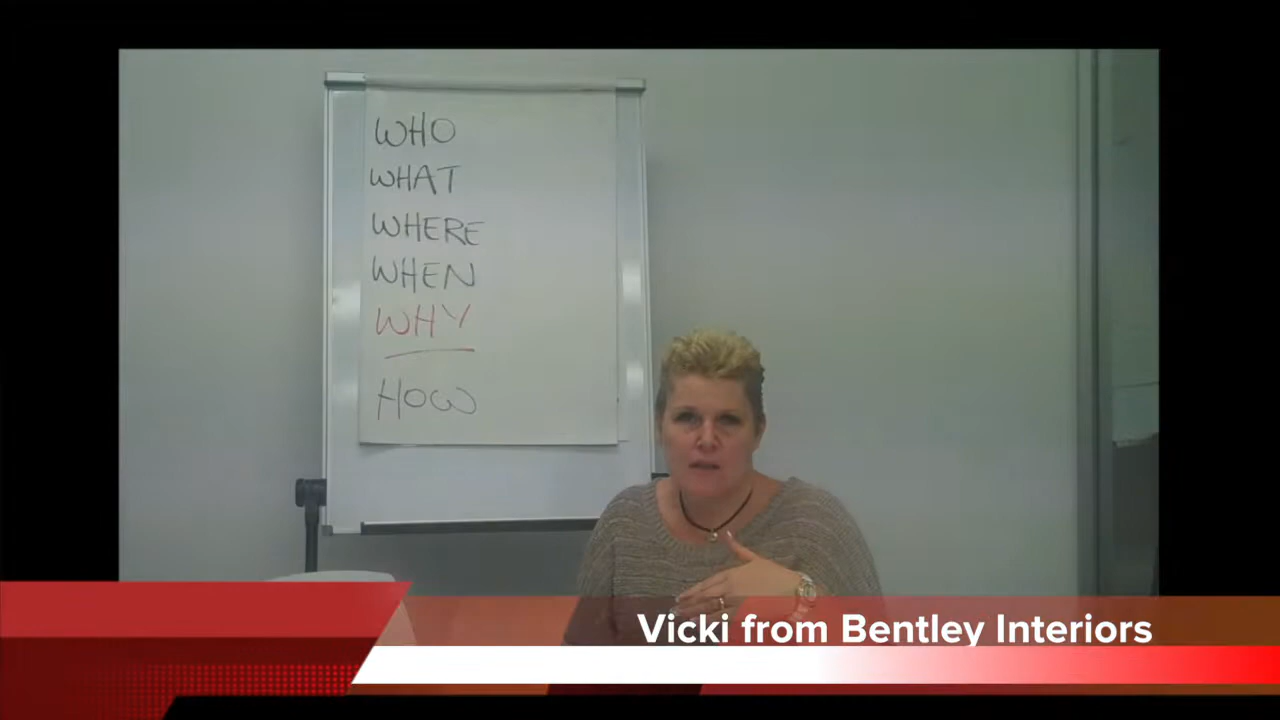 WHO
WHAT
WHERE
WHEN
WHY
HOW
Vicki from Bentley Interiors